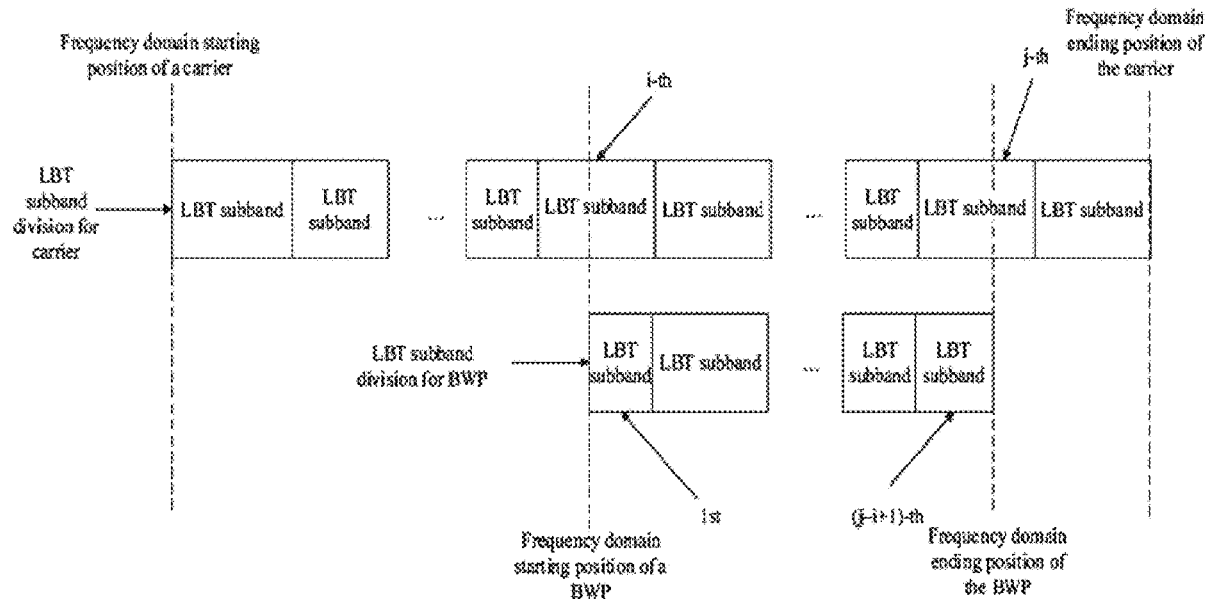 Frequency domain starting
position of a carrier
i-th
j-th
Frequency domain
ending position of
the carrier
LBT
subband
division for
carrier
LBT subband
LBT
subband
...
LBT
subband
LBT subband
LBT subband
...
LBT
subband
LBT subband
LBT subband
LBT subband
division for BWP
LBT
subband
LBT subband
...
LBT
subband
LBT
subband
1st
(j-i+1)-th
Frequency domain
starting position of a
BWP
Frequency domain
ending position of
the BWP